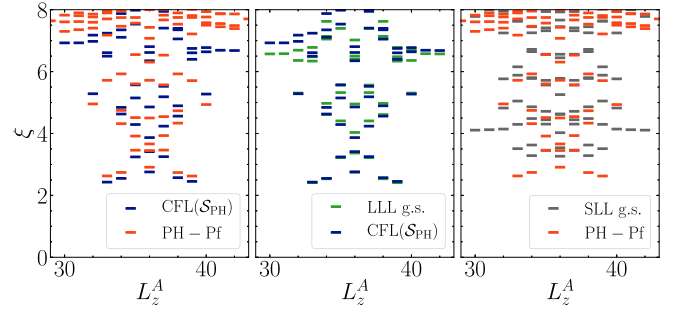 8
6
ξ
4
2
0
CFL(𝒮_PH)
PH − Pf
LLL g.s.
CFL(𝒮_PH)
SLL g.s.
PH − Pf
30 40 30 40 30 40
L_z^A L_z^A L_z^A